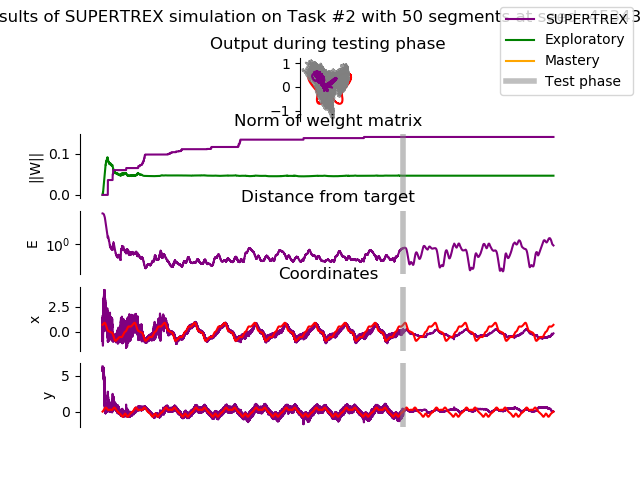 sults of SUPERTREX simulation on Task #2 with 50 segments at
SUPERTREX
Exploratory
Mastery
Test phase
Output during testing phase
1
0
−1
Norm of weight matrix
||W||
0.1
0.0
Distance from target
E
10⁰
Coordinates
x
2.5
0.0
y
5
0